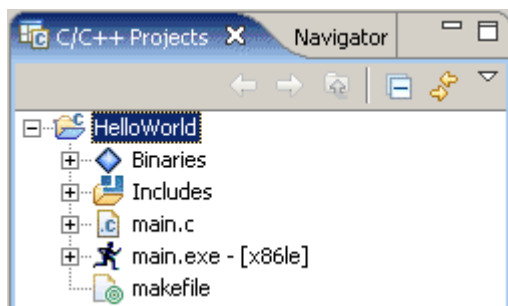 C/C++ Projects Navigator
HelloWorld
Binaries
Includes
main.c
main.exe - [x86le]
makefile